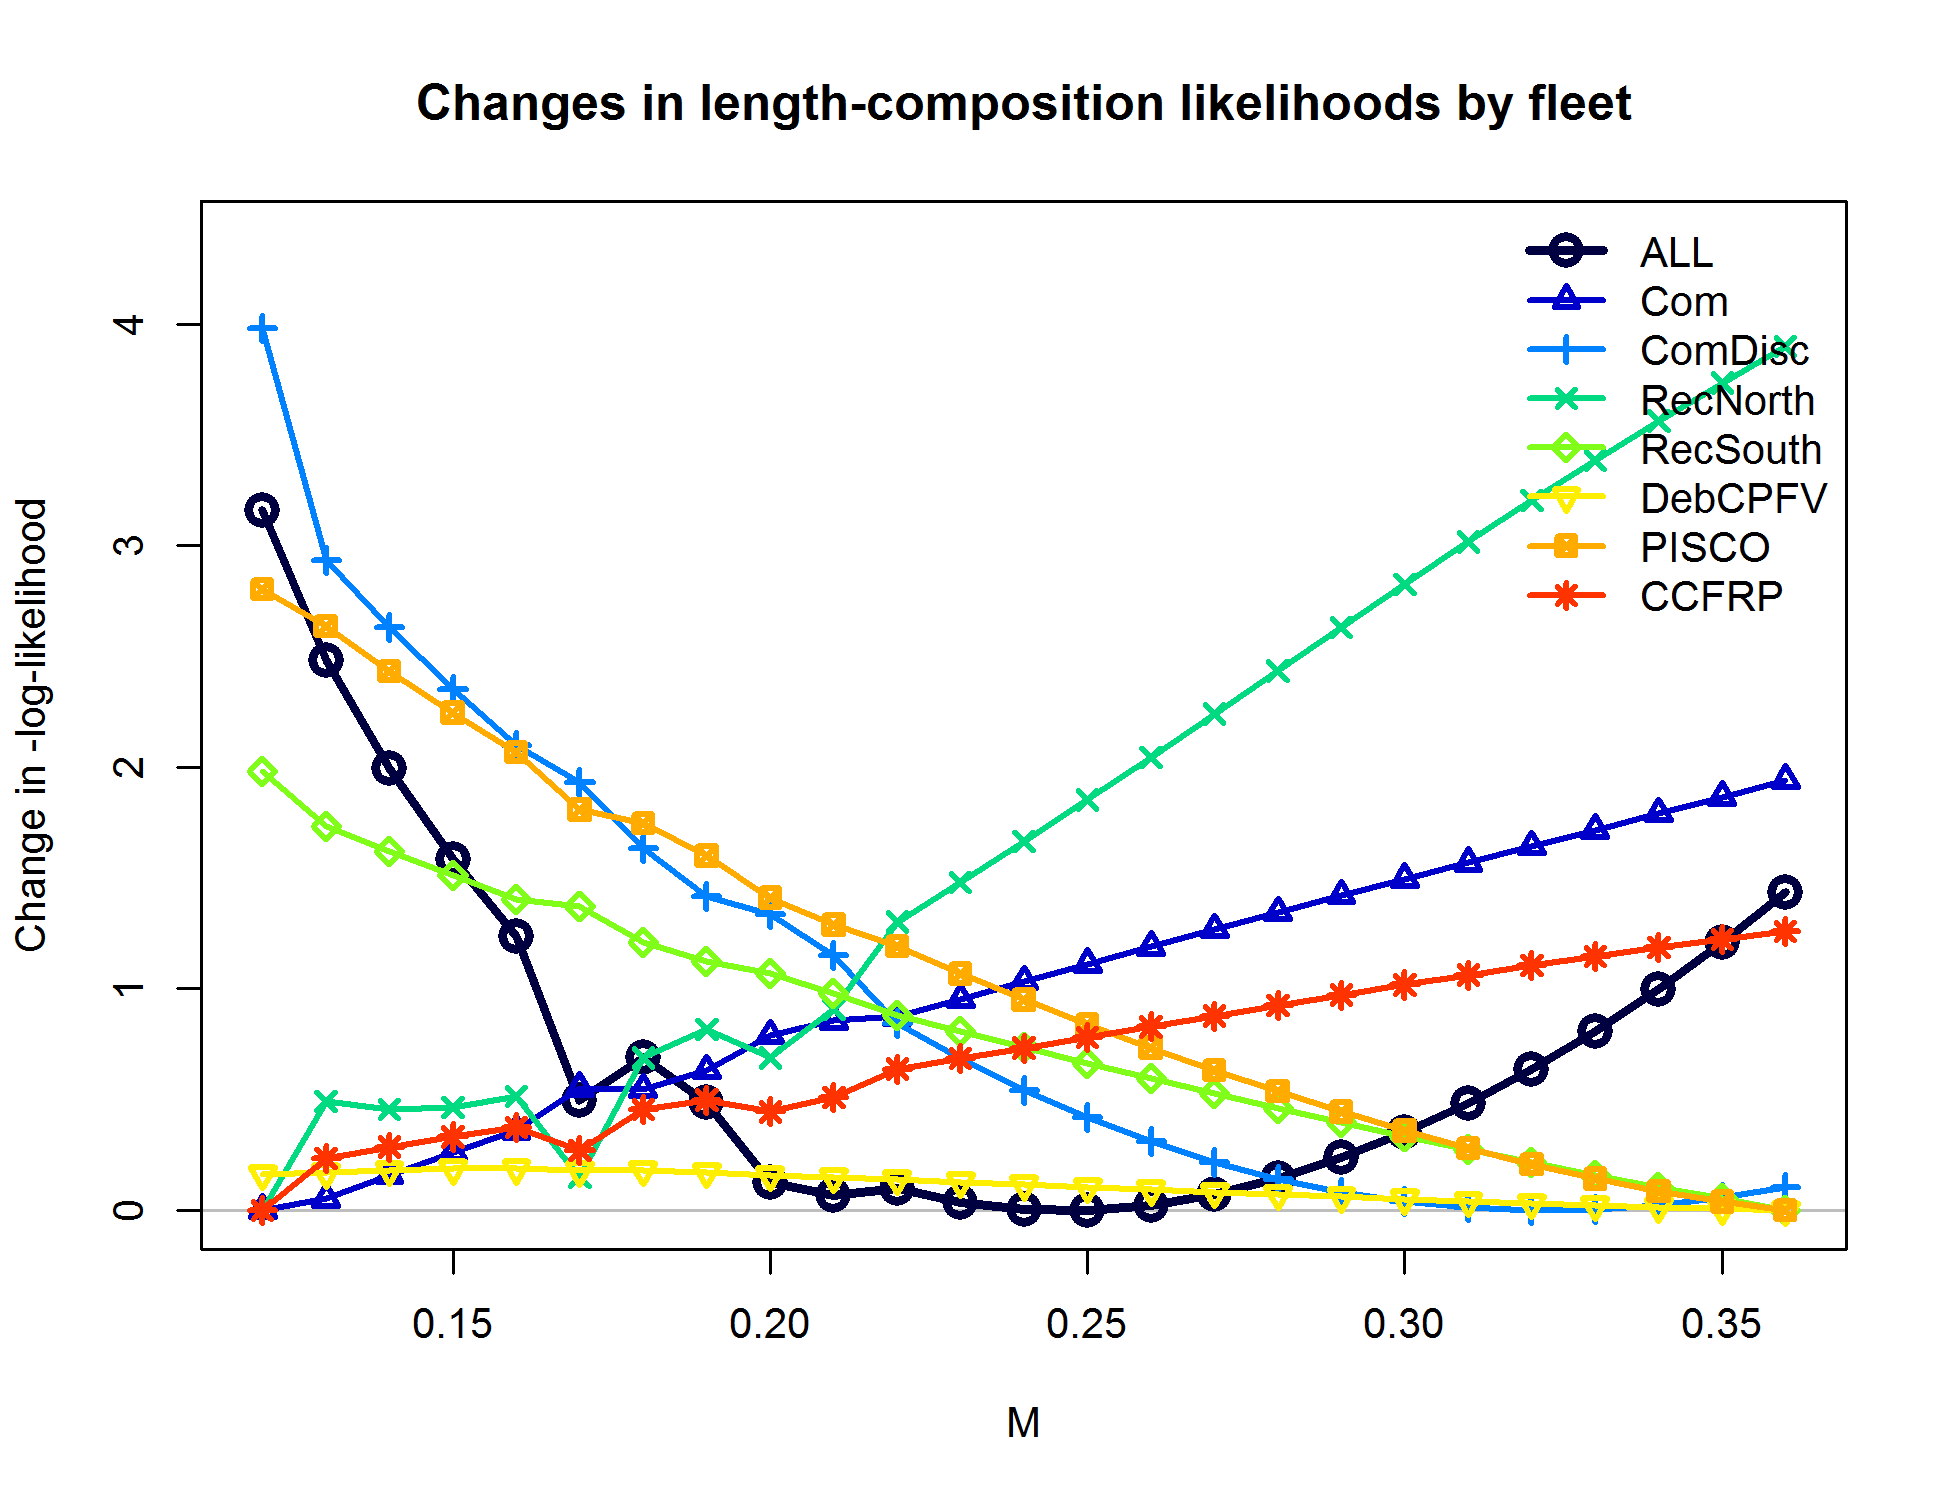 Changes in length-composition likelihoods by fleet
ALL
Com
ComDisc
RecNorth
RecSouth
DebCPFV
PISCO
CCFRP
Change in -log-likelihood
4
3
2
1
0
0.15 0.20 0.25 0.30 0.35
M